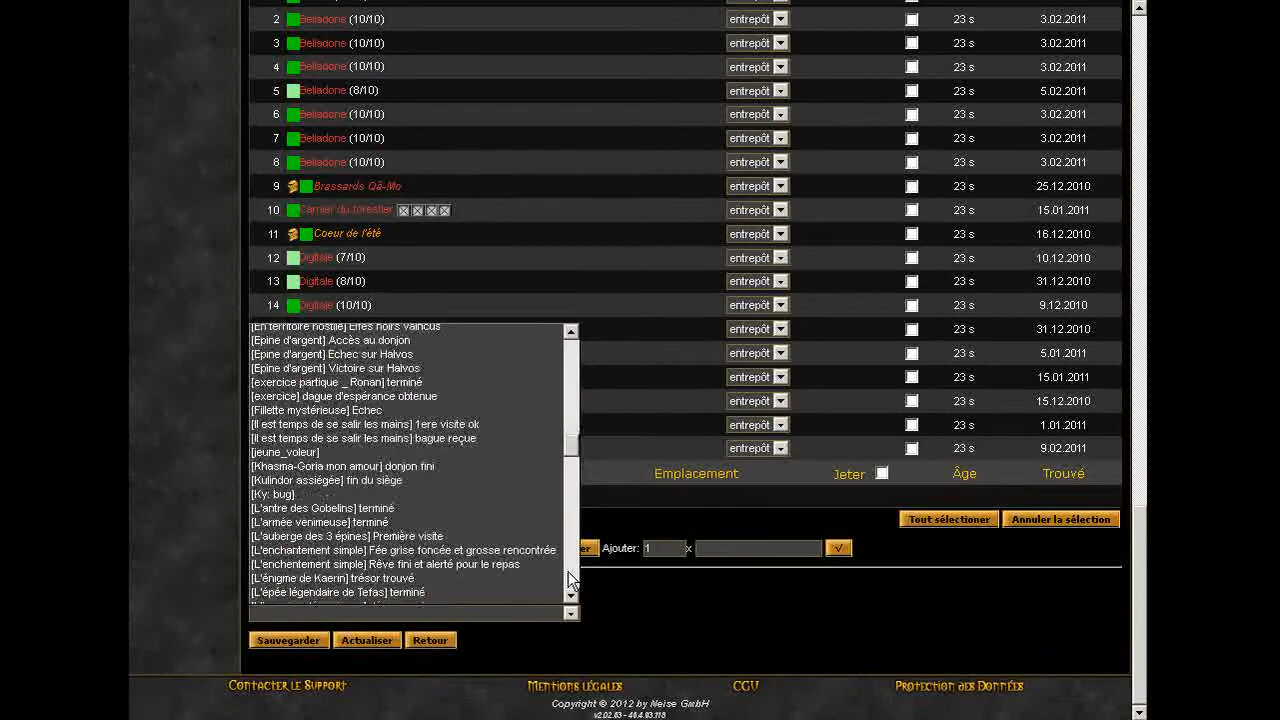 2 Belladone (10/10) entrepôt 23 s 3.02.2011
3 Belladone (10/10) entrepôt 23 s 3.02.2011
4 Belladone (10/10) entrepôt 23 s 3.02.2011
5 Belladone (8/10) entrepôt 23 s 5.02.2011
6 Belladone (10/10) entrepôt 23 s 3.02.2011
7 Belladone (10/10) entrepôt 23 s 3.02.2011
8 Belladone (10/10) entrepôt 23 s 3.02.2011
9 Brassards Qâ-Mo entrepôt 23 s .12.2010
10 Carnier du forestier entrepôt 23 s 15.01.2011
11 Coeur de l'été entrepôt 23 s 16.12.2010
12 Digitale (7/10) entrepôt 23 s 10.12.2010
13 Digitale (8/10) entrepôt 23 s 31.12.2010
14 Digitale (10/10) entrepôt 23 s 9.12.2010
entrepôt 23 s 31.12.2010
entrepôt 23 s 5.01.2011
entrepôt 23 s 15.01.2011
entrepôt 23 s 15.12.2010
entrepôt 23 s 1.01.2011
entrepôt 23 s 9.02.2011
Emplacement Jeter Âge Trouvé
[En territoire hostile] Elfes noirs vaincus
[Epine d'argent] Accès au donjon
[Épine d'argent] Echec sur Halvos
[Épine d'argent] Victoire sur Halvos
[exercice partique _ Ronan] terminé
[exercice] dague d'espérance obtenue
[Fillette mystérieuse] Echec
[Il est temps de se salir les mains] 1ere visite ok
[Il est temps de se salir les mains] bague reçue
[jeune_voleur]
[Khasma-Goria mon amour] donjon fini
[Kulindor assiégée] fin du siège
[Ky: bug]
[L'antre des Gobelins] terminé
[L'armée venimeuse] terminé
[L'auberge des 3 épines] Première visite
[L'enchantement simple] Fée grise foncée et grosse rencontrée
[L'enchentement simple] Rêve fini et alerté pour le repas
[L'énigme de Kaerin] trésor trouvé
[L'épée légendaire de Tefas] terminé
Tout sélectionner Annuler la sélection
er Ajouter: 1 x √
Sauvegarder Actualiser Retour
Contacter le Support Mentions légales CGU Protection des Données
Copyright © 2012 by Neise GmbH